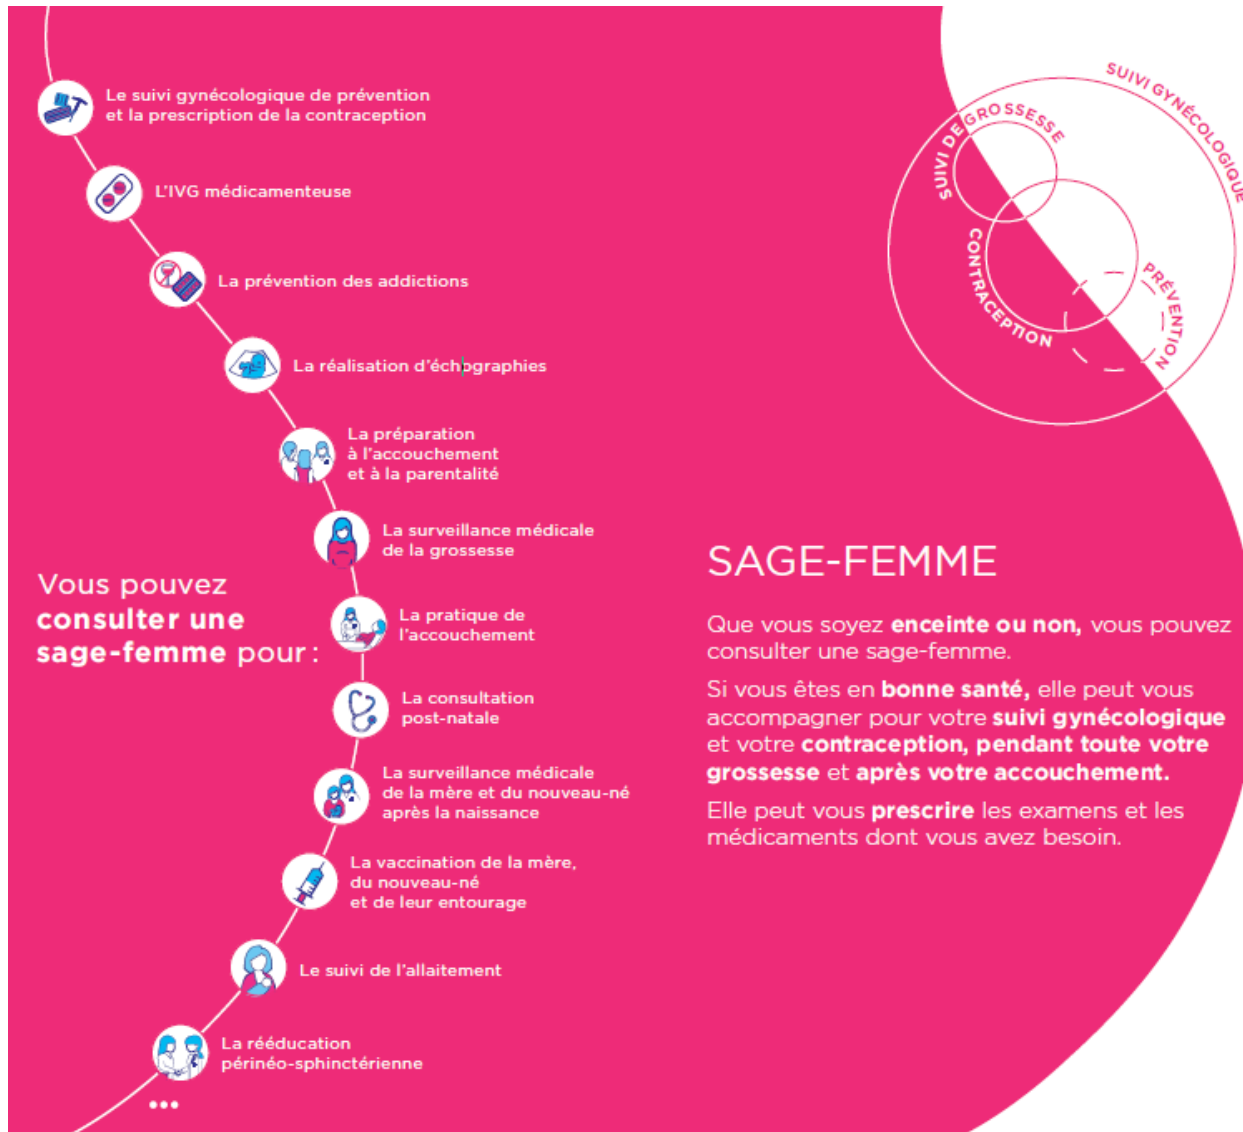 Le suivi gynécologique de prévention
et la prescription de la contraception
L'IVG médicamenteuse
La prévention des addictions
La réalisation d'échographies
La préparation
à l'accouchement
et à la parentalité
La surveillance médicale
de la grossesse
Vous pouvez
consulter une
sage-femme pour :
La pratique de
l'accouchement
La consultation
post-natale
La surveillance médicale
de la mère et du nouveau-né
après la naissance
La vaccination de la mère,
du nouveau-né
et de leur entourage
Le suivi de l'allaitement
La rééducation
périnéo-sphinctérienne
...
SUIVI GYNÉCOLOGIQUE
SUIVI DE GROSSESSE
CONTRACEPTION
PRÉVENTION
SAGE-FEMME
Que vous soyez enceinte ou non, vous pouvez
consulter une sage-femme.
Si vous êtes en bonne santé, elle peut vous
accompagner pour votre suivi gynécologique
et votre contraception, pendant toute votre
grossesse et après votre accouchement.
Elle peut vous prescrire les examens et les
médicaments dont vous avez besoin.